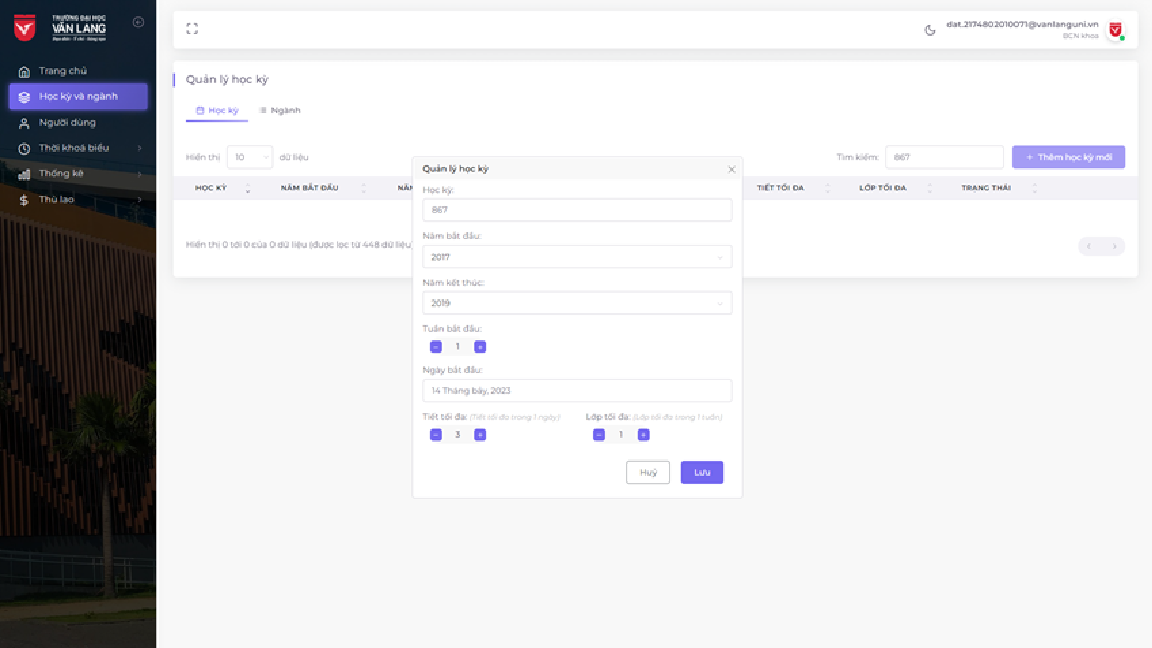 TRƯỜNG ĐẠI HỌC
VĂN LANG
dat.2174802010071@vanlanguni.vn
BCN khoa
Trang chủ
Học kỳ và ngành
Người dùng
Thời khoá biểu
Thống kê
Thù lao
Quản lý học kỳ
Học kỳ
Ngành
Hiển thị 10 dữ liệu
Tìm kiếm: 867
+ Thêm học kỳ mới
HỌC KỲ NĂM BẮT ĐẦU NĂM TIẾT TỐI ĐA LỚP TỐI ĐA TRẠNG THÁI
Hiển thị 0 tới 0 của 0 dữ liệu (được lọc từ 448 dữ liệu)
Quản lý học kỳ
Học kỳ:
867
Năm bắt đầu:
2017
Năm kết thúc:
2019
Tuần bắt đầu:
- 1 +
Ngày bắt đầu:
14 Tháng bảy, 2023
Tiết tối đa: (Tiết tối đa trong 1 ngày) Lớp tối đa: (Lớp tối đa trong 1 tuần)
- 3 + - 1 +
Huỷ Lưu